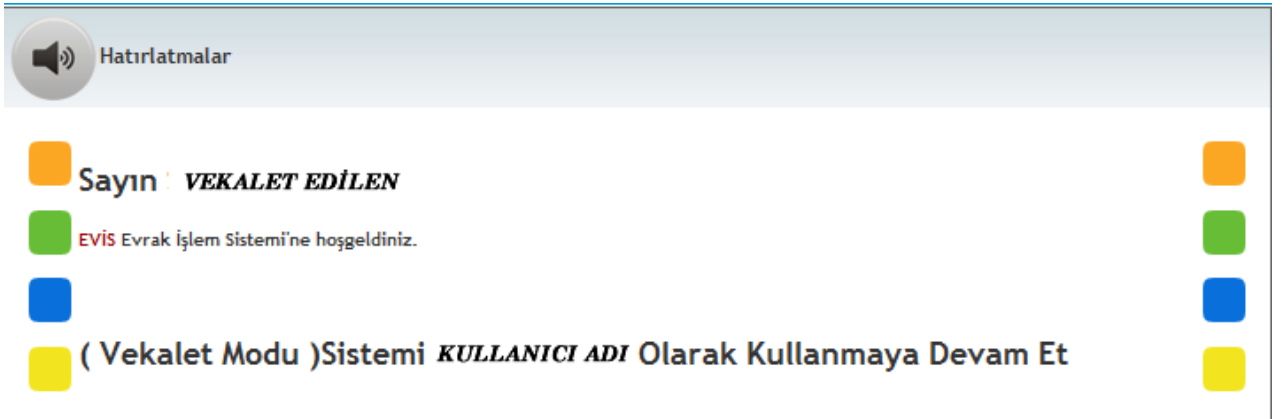 Hatırlatmalar
Sayın : VEKALET EDİLEN
EVİS Evrak İşlem Sistemi'ne hoşgeldiniz.
( Vekalet Modu )Sistemi KULLANICI ADI Olarak Kullanmaya Devam Et